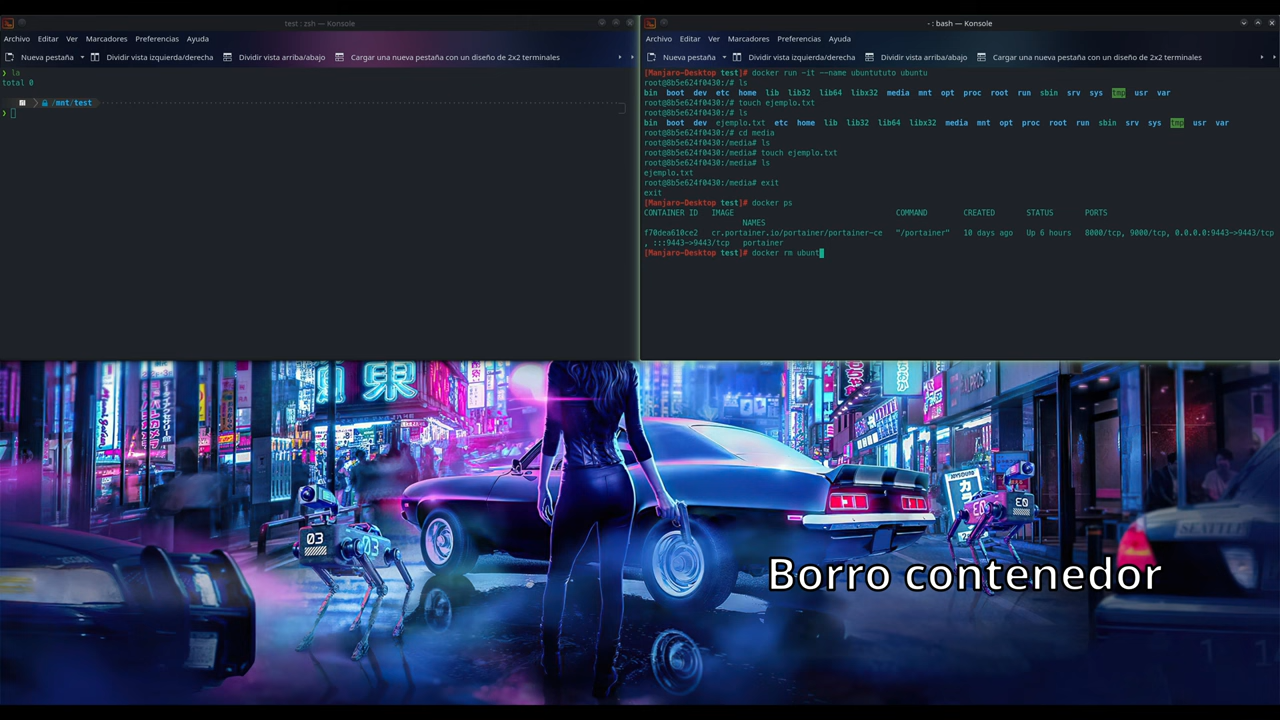 test : zsh — Konsole
Archivo Editar Ver Marcadores Preferencias Ayuda
Nueva pestaña Dividir vista izquierda/derecha Dividir vista arriba/abajo Cargar una nueva pestaña con un diseño de 2x2 terminales
❯ la
total 0
/mnt/test
❯
- : bash — Konsole
Archivo Editar Ver Marcadores Preferencias Ayuda
Nueva pestaña Dividir vista izquierda/derecha Dividir vista arriba/abajo Cargar una nueva pestaña con un diseño de 2x2 terminales
[Manjaro-Desktop test]# docker run -it --name ubuntututo ubuntu
root@8b5e624f0430:/# ls
bin boot dev etc home lib lib32 lib64 libx32 media mnt opt proc root run sbin srv sys tmp usr var
root@8b5e624f0430:/# touch ejemplo.txt
root@8b5e624f0430:/# ls
bin boot dev ejemplo.txt etc home lib lib32 lib64 libx32 media mnt opt proc root run sbin srv sys tmp usr var
root@8b5e624f0430:/# cd media
root@8b5e624f0430:/media# ls
root@8b5e624f0430:/media# touch ejemplo.txt
root@8b5e624f0430:/media# ls
ejemplo.txt
root@8b5e624f0430:/media# exit
exit
[Manjaro-Desktop test]# docker ps
CONTAINER ID IMAGE COMMAND CREATED STATUS PORTS
NAMES
f70dea610ce2 cr.portainer.io/portainer/portainer-ce "/portainer" 10 days ago Up 6 hours 8000/tcp, 9000/tcp, 0.0.0.0:9443->9443/tcp
, :::9443->9443/tcp portainer
[Manjaro-Desktop test]# docker rm ubunt
東
03
03
03
SEATTLE
Borro contenedor